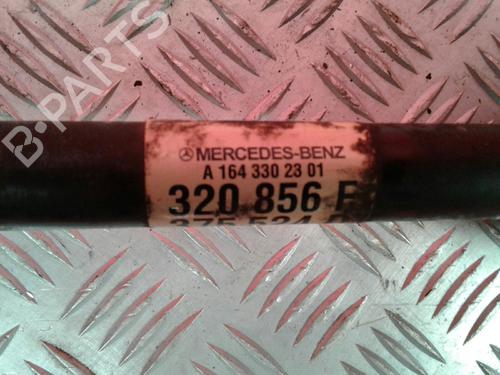 B-PARTS
MERCEDES-BENZ
A 164 330 23 01
320 856 F